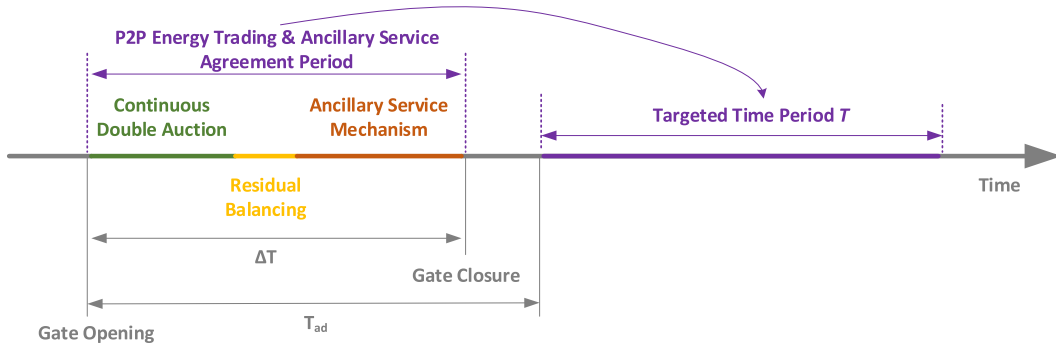 P2P Energy Trading & Ancillary Service
Agreement Period
Continuous
Double Auction
Ancillary Service
Mechanism
Targeted Time Period T
Residual
Balancing
Time
ΔT
Gate Closure
T_ad
Gate Opening